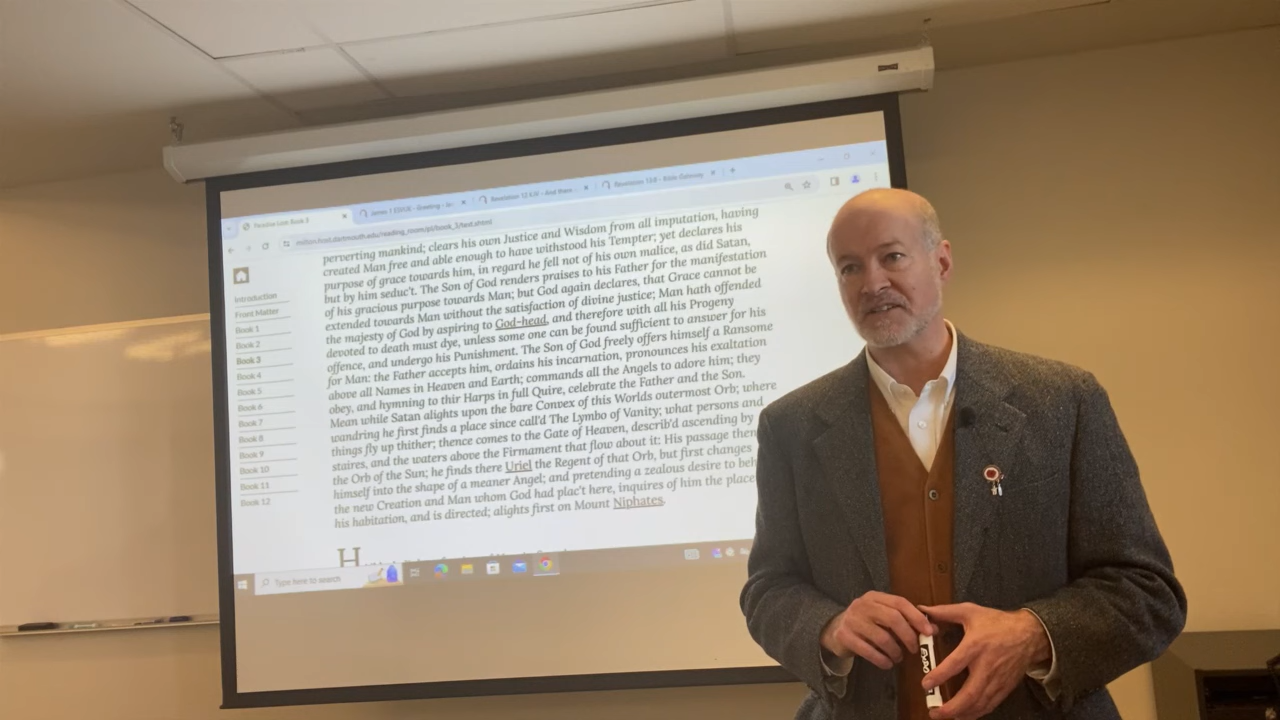 Paradise Lost: Book 3
James 1 ESVUK - Greeting -
Revelation 12 KJV - And there
Revelation 13:8 - Bible Gateway
milton.host.dartmouth.edu/reading_room/pl/book_3/text.shtml
Introduction
Front Matter
Book 1
Book 2
Book 3
Book 4
Book 5
Book 6
Book 7
Book 8
Book 9
Book 10
Book 11
Book 12
perverting mankind; clears his own Justice and Wisdom from all imputation, having
created Man free and able enough to have withstood his Tempter; yet declares his
purpose of grace towards him, in regard he fell not of his own malice, as did Satan,
but by him seduc't. The Son of God renders praises to his Father for the manifestation
of his gracious purpose towards Man; but God again declares, that Grace cannot be
extended towards Man without the satisfaction of divine justice; Man hath offended
the majesty of God by aspiring to God-head, and therefore with all his Progeny
devoted to death must dye, unless some one can be found sufficient to answer for his
offence, and undergo his Punishment. The Son of God freely offers himself a Ransome
for Man: the Father accepts him, ordains his incarnation, pronounces his exaltation
above all Names in Heaven and Earth; commands all the Angels to adore him; they
obey, and hymning to thir Harps in full Quire, celebrate the Father and the Son.
Mean while Satan alights upon the bare Convex of this Worlds outermost Orb; where
wandring he first finds a place since call'd The Lymbo of Vanity; what persons and
things fly up thither; thence comes to the Gate of Heaven, describ'd ascending by
staires, and the waters above the Firmament that flow about it: His passage then
the Orb of the Sun; he finds there Uriel the Regent of that Orb, but first changes
himself into the shape of a meaner Angel; and pretending a zealous desire to beh
the new Creation and Man whom God had plac't here, inquires of him the place
his habitation, and is directed; alights first on Mount Niphates.
H
Type here to search
EXPO